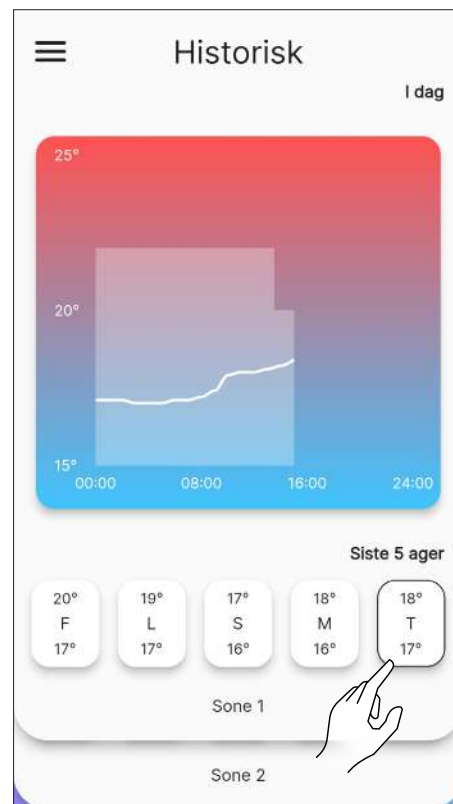 Historisk
I dag
25°
20°
15°
00:00 08:00 16:00 24:00
Siste 5 ager
20° 19° 17° 18° 18°
F L S M T
17° 17° 16° 16° 17°
Sone 1
Sone 2